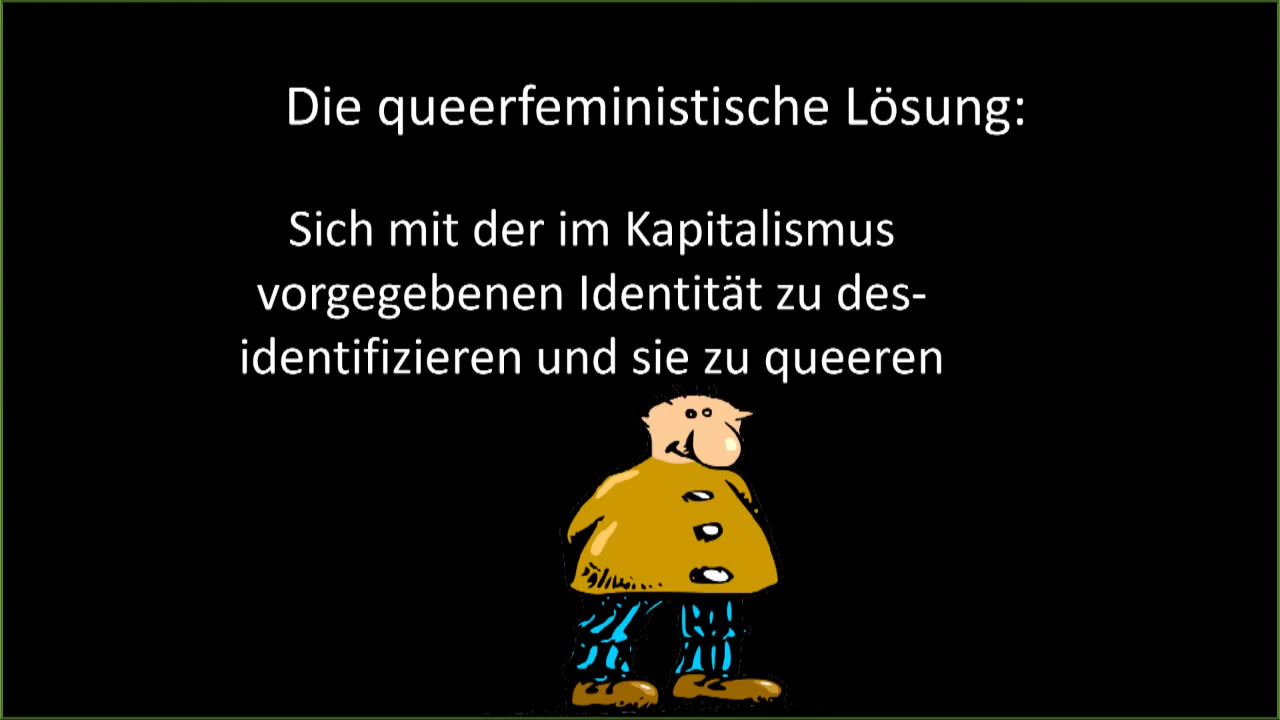 Die queerfeministische Lösung:
Sich mit der im Kapitalismus
vorgegebenen Identität zu des-
identifizieren und sie zu queeren